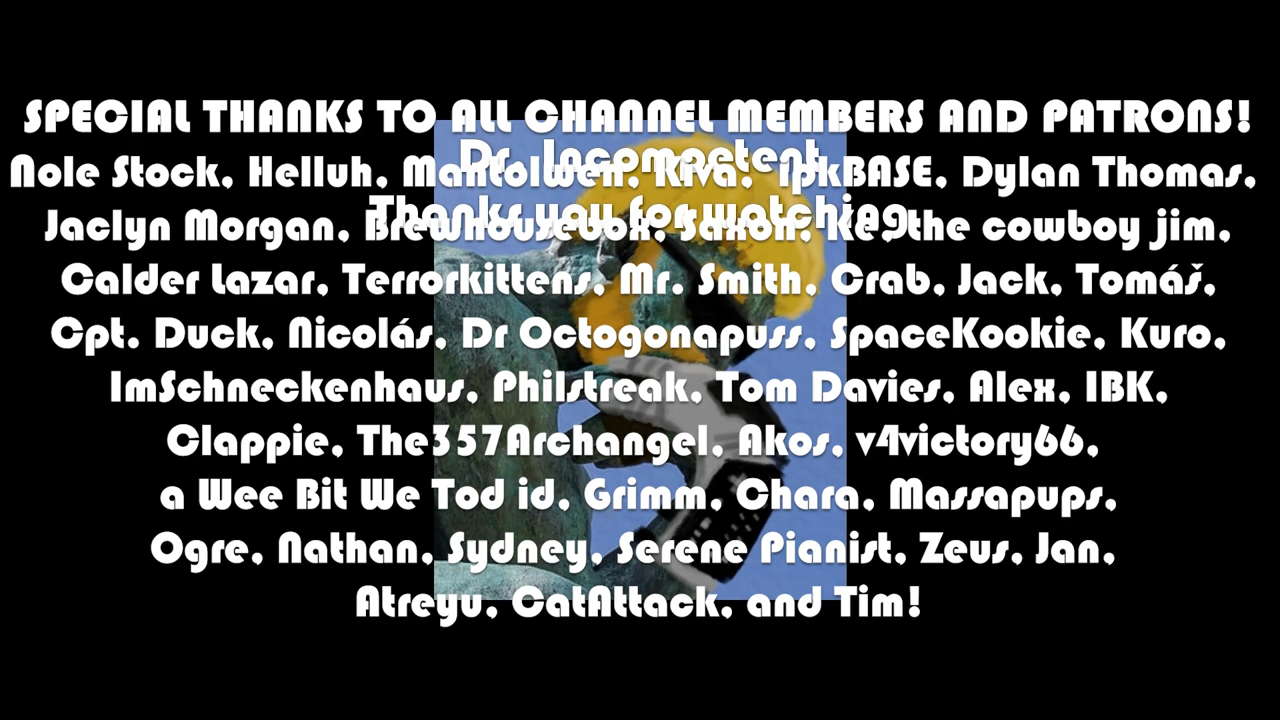 SPECIAL THANKS TO ALL CHANNEL MEMBERS AND PATRONS!
Dr. Incompetent
Nole Stock, Helluh, Mantolwen, Kiva, ipkBASE, Dylan Thomas,
Thanks you for watching
Jaclyn Morgan, Brewhousebox, Saxon, Ke, the cowboy jim,
Calder Lazar, Terrorkittens, Mr. Smith, Crab, Jack, Tomáš,
Cpt. Duck, Nicolás, Dr Octogonapuss, SpaceKookie, Kuro,
ImSchneckenhaus, Philstreak, Tom Davies, Alex, IBK,
Clappie, The357Archangel, Akos, v4victory66,
a Wee Bit We Tod id, Grimm, Chara, Massapups,
Ogre, Nathan, Sydney, Serene Pianist, Zeus, Jan,
Atreyu, CatAttack, and Tim!